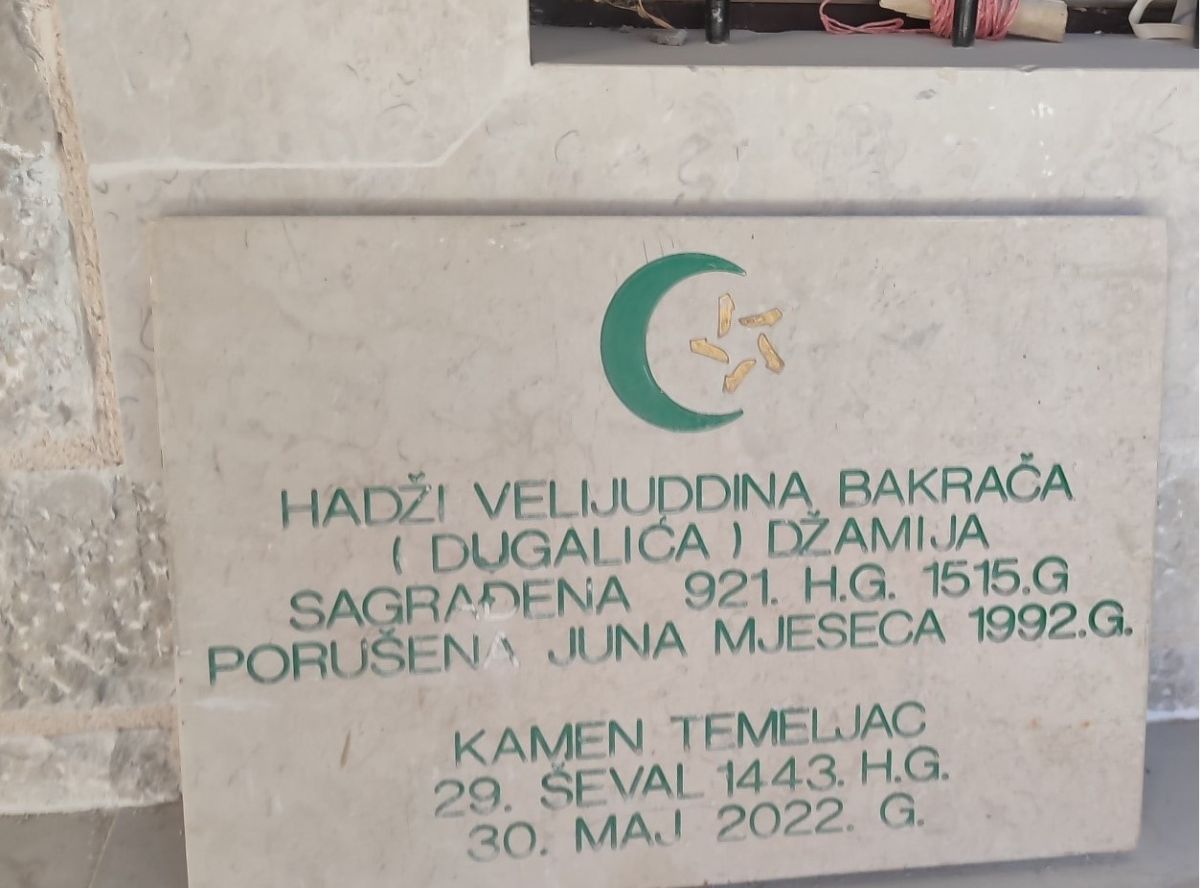 HADŽI VELIJUDDINA BAKRAČA
( DUGALIĆA ) DŽAMIJA
SAGRAĐENA 921. H.G. 1515.G
PORUŠENA JUNA MJESECA 1992.G.
KAMEN TEMELJAC
29. ŠEVAL 1443. H.G.
30. MAJ 2022. G.